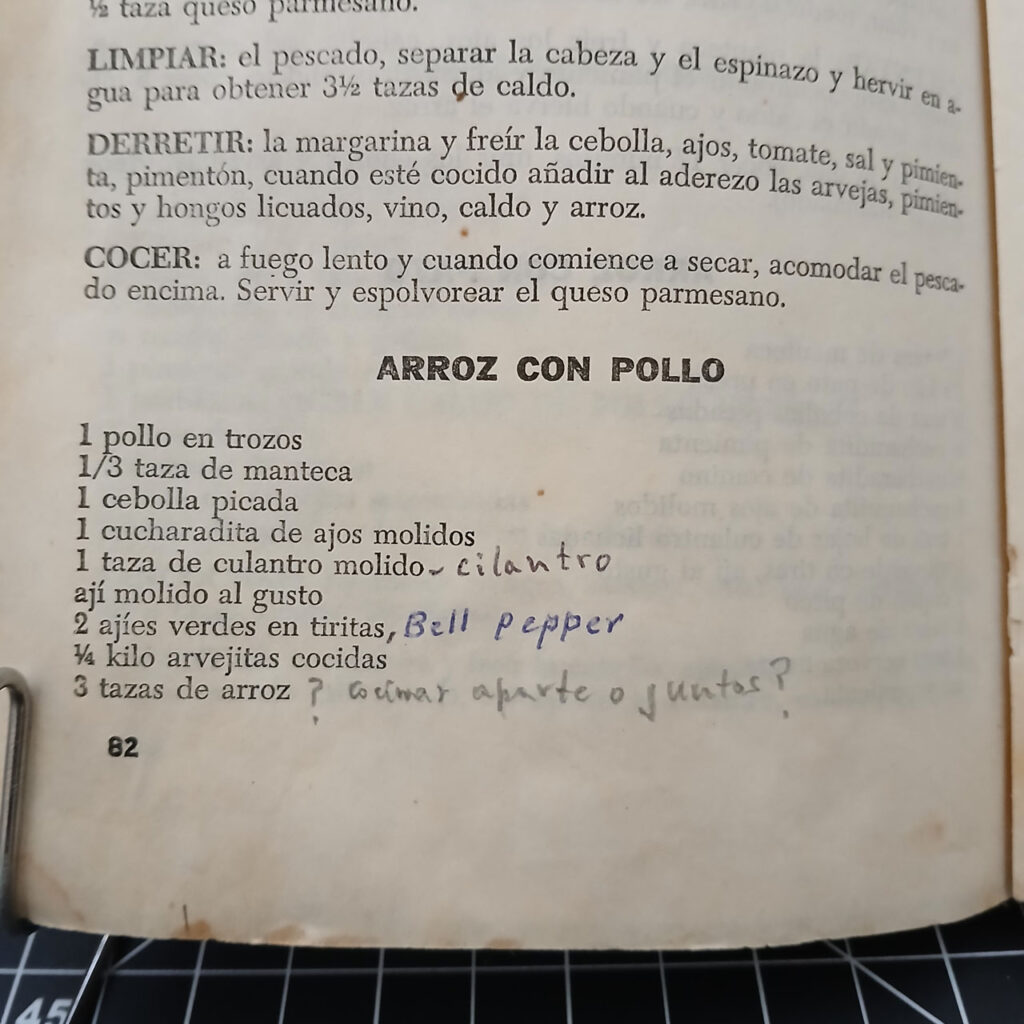 ½ taza queso parmesano.
LIMPIAR: el pescado, separar la cabeza y el espinazo y hervir en a-
gua para obtener 3½ tazas de caldo.
DERRETIR: la margarina y freír la cebolla, ajos, tomate, sal y pimien-
ta, pimentón, cuando esté cocido añadir al aderezo las arvejas, pimien-
tos y hongos licuados, vino, caldo y arroz.
COCER: a fuego lento y cuando comience a secar, acomodar el pesca-
do encima. Servir y espolvorear el queso parmesano.
ARROZ CON POLLO
1 pollo en trozos
1/3 taza de manteca
1 cebolla picada
1 cucharadita de ajos molidos
1 taza de culantro molido - cilantro
ají molido al gusto
2 ajíes verdes en tiritas, Bell pepper
¼ kilo arvejitas cocidas
3 tazas de arroz ? cocinar aparte o juntos?
82
45